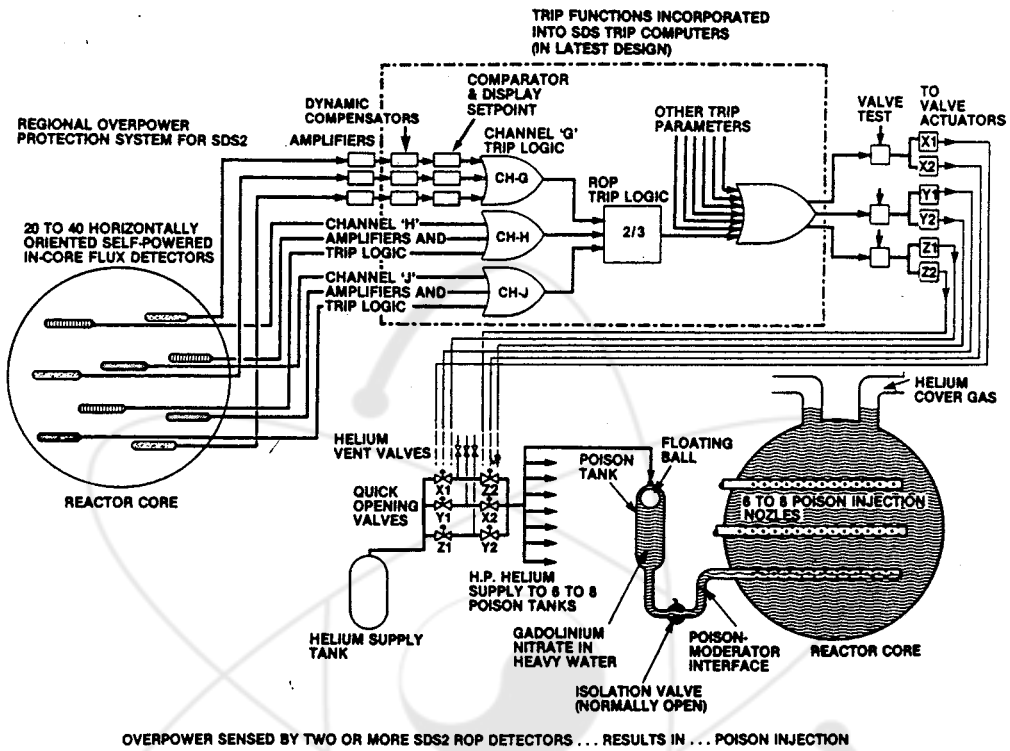 TRIP FUNCTIONS INCORPORATED
INTO SDS TRIP COMPUTERS
(IN LATEST DESIGN)
REGIONAL OVERPOWER
PROTECTION SYSTEM FOR SDS2
AMPLIFIERS
DYNAMIC
COMPENSATORS
COMPARATOR
& DISPLAY
SETPOINT
CHANNEL 'G'
TRIP LOGIC
CH-G
CHANNEL 'H'
AMPLIFIERS AND
TRIP LOGIC
CH-H
CHANNEL 'J'
AMPLIFIERS AND
TRIP LOGIC
CH-J
ROP
TRIP LOGIC
2/3
OTHER TRIP
PARAMETERS
VALVE
TEST
TO
VALVE
ACTUATORS
X1
X2
Y1
Y2
Z1
Z2
20 TO 40 HORIZONTALLY
ORIENTED SELF-POWERED
IN-CORE FLUX DETECTORS
REACTOR CORE
HELIUM
VENT VALVES
QUICK
OPENING
VALVES
X1
Z2
Y1
X2
Z1
Y2
HELIUM SUPPLY
TANK
H.P. HELIUM
SUPPLY TO 6 TO 8
POISON TANKS
POISON
TANK
FLOATING
BALL
GADOLINIUM
NITRATE IN
HEAVY WATER
ISOLATION VALVE
(NORMALLY OPEN)
POISON-
MODERATOR
INTERFACE
HELIUM
COVER GAS
6 TO 8 POISON INJECTION
NOZLES
REACTOR CORE
OVERPOWER SENSED BY TWO OR MORE SDS2 ROP DETECTORS ... RESULTS IN ... POISON INJECTION